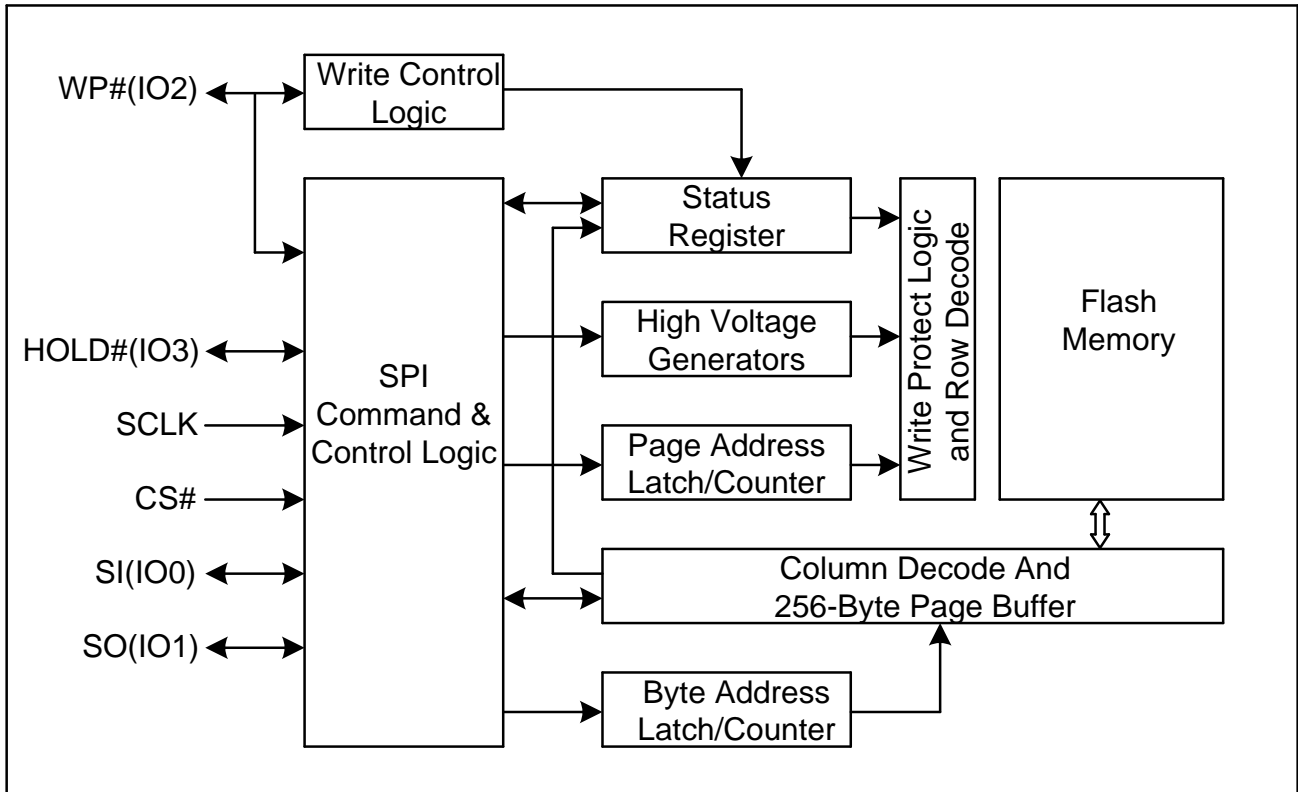 WP#(IO2)
Write Control
Logic
Status
Register
Write Protect Logic
and Row Decode
Flash
Memory
HOLD#(IO3)
High Voltage
Generators
SPI
Command &
Control Logic
SCLK
Page Address
Latch/Counter
CS#
SI(IO0)
Column Decode And
256-Byte Page Buffer
SO(IO1)
Byte Address
Latch/Counter